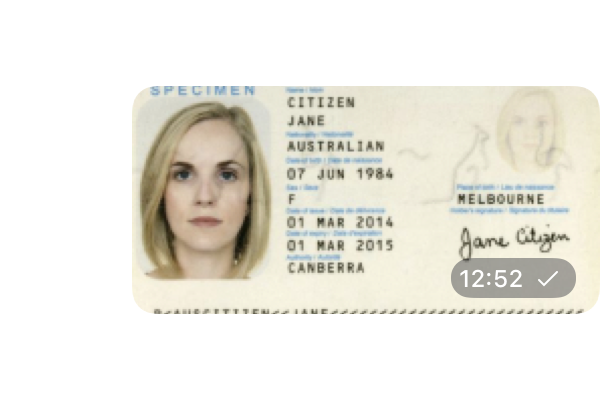 SPECIMEN
Name / Nom
CITIZEN
JANE
Nationality / Nationalité
AUSTRALIAN
Date of birth / Date de naissance
07 JUN 1984
Sex / Sexe
F
Place of birth / Lieu de naissance
MELBOURNE
Date of issue / Date de délivrance
01 MAR 2014
Holder's signature / Signature du titulaire
Date of expiry / Date d'expiration
01 MAR 2015
Jane Citizen
Authority / Autorité
CANBERRA
12:52
P<AUSCITIZEN<<JANE<<<<<<<<<<<<<<<<<<<<<<<<<<